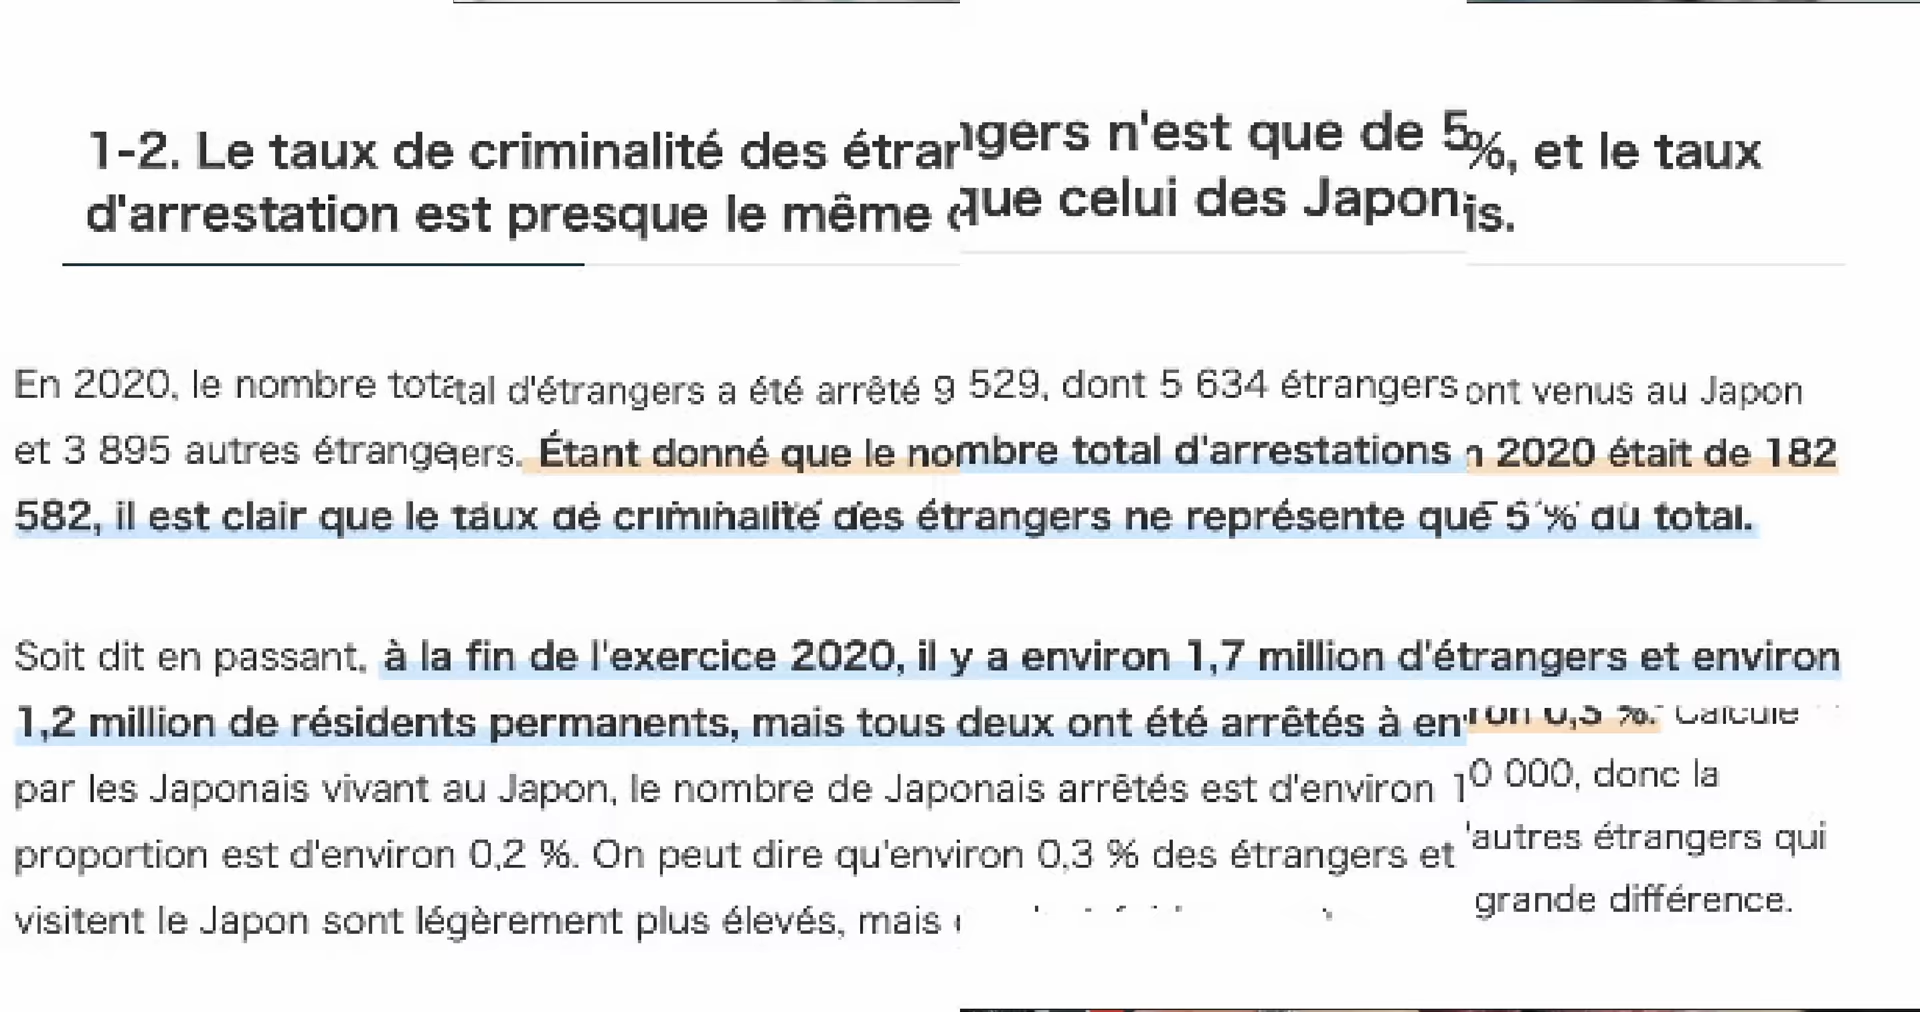 1-2. Le taux de criminalité des étrangers n'est que de 5%, et le taux
d'arrestation est presque le même que celui des Japonais.
En 2020, le nombre total d'étrangers a été arrêté 9 529, dont 5 634 étrangers ont venus au Japon
et 3 895 autres étrangers. Étant donné que le nombre total d'arrestations 2020 était de 182
582, il est clair que le taux de criminalité des étrangers ne représente que 5 % du total.
Soit dit en passant, à la fin de l'exercice 2020, il y a environ 1,7 million d'étrangers et environ
1,2 million de résidents permanents, mais tous deux ont été arrêtés à environ 0,3 %. Calculé
par les Japonais vivant au Japon, le nombre de Japonais arrêtés est d'environ 10 000, donc la
proportion est d'environ 0,2 %. On peut dire qu'environ 0,3 % des étrangers et autres étrangers qui
visitent le Japon sont légèrement plus élevés, mais grande différence.